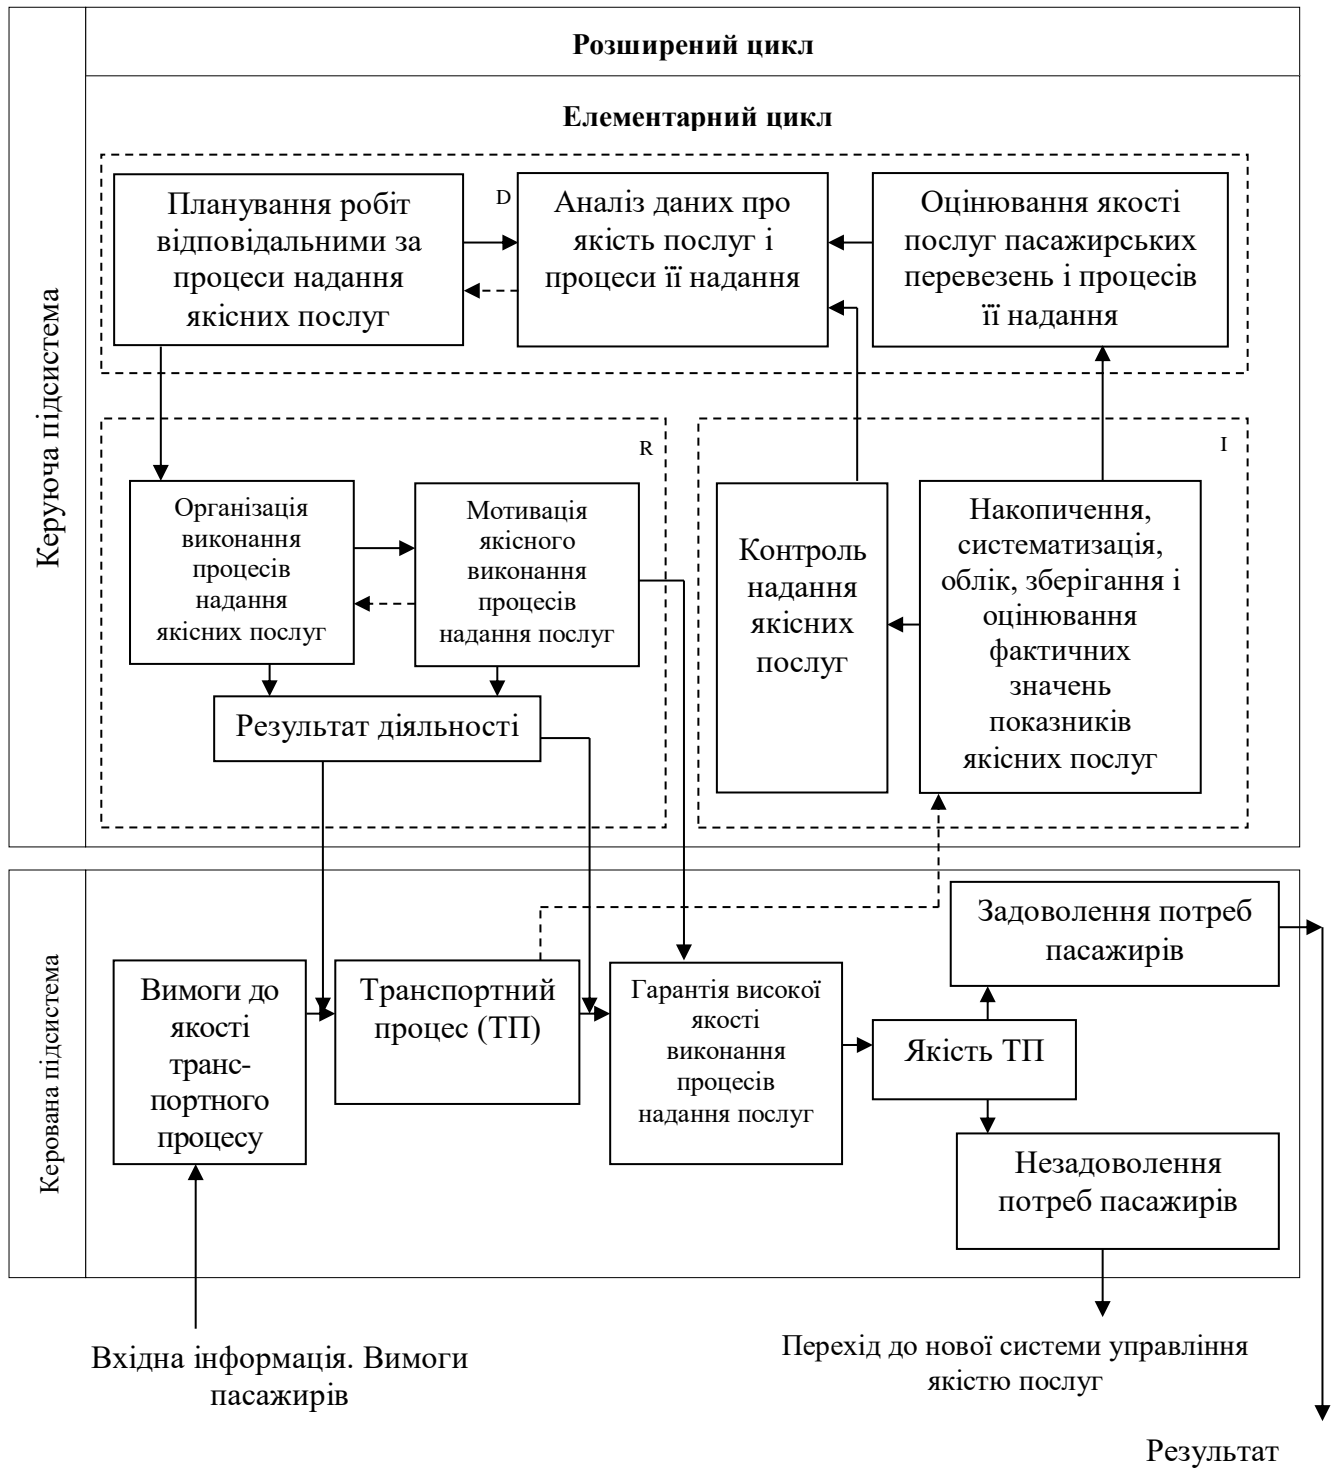 Розширений цикл
Елементарний цикл
Керуюча підсистема
Планування робіт
відповідальними за
процеси надання
якісних послуг
D
Аналіз даних про
якість послуг і
процеси її надання
Оцінювання якості
послуг пасажирських
перевезень і процесів
її надання
R
Організація
виконання
процесів
надання
якісних послуг
Мотивація
якісного
виконання
процесів
надання послуг
Результат діяльності
I
Контроль
надання
якісних
послуг
Накопичення,
систематизація,
облік, зберігання і
оцінювання
фактичних
значень
показників
якісних послуг
Керована підсистема
Вимоги до
якості
транс-
портного
процесу
Транспортний
процес (ТП)
Гарантія високої
якості
виконання
процесів
надання послуг
Якість ТП
Задоволення потреб
пасажирів
Незадоволення
потреб пасажирів
Вхідна інформація. Вимоги
пасажирів
Перехід до нової системи управління
якістю послуг
Результат